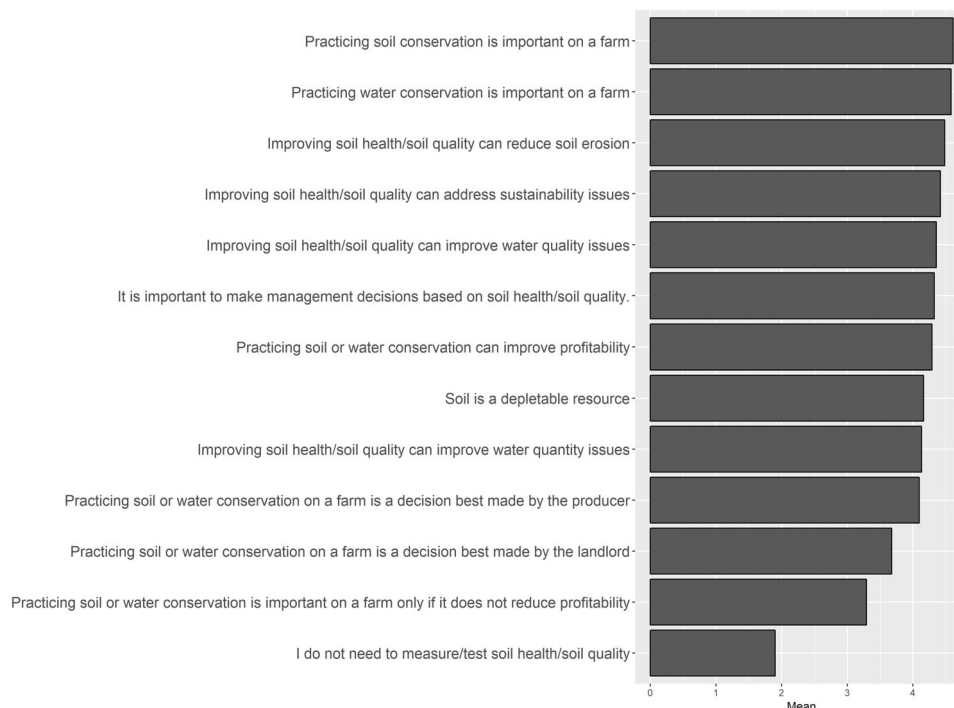 Practicing soil conservation is important on a farm
Practicing water conservation is important on a farm
Improving soil health/soil quality can reduce soil erosion
Improving soil health/soil quality can address sustainability issues
Improving soil health/soil quality can improve water quality issues
It is important to make management decisions based on soil health/soil quality.
Practicing soil or water conservation can improve profitability
Soil is a depletable resource
Improving soil health/soil quality can improve water quantity issues
Practicing soil or water conservation on a farm is a decision best made by the producer
Practicing soil or water conservation on a farm is a decision best made by the landlord
Practicing soil or water conservation is important on a farm only if it does not reduce profitability
I do not need to measure/test soil health/soil quality
0 1 2 3 4
Mean